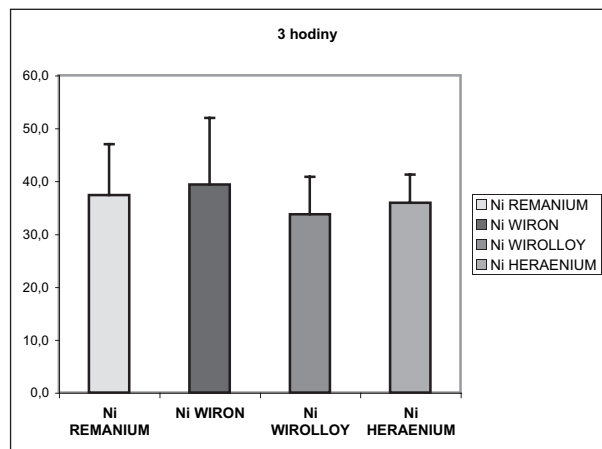 3 hodiny
60,0
50,0
40,0
30,0
20,0
10,0
0,0
Ni
REMANIUM
Ni WIRON
Ni
WIROLLOY
Ni
HERAENIUM
Ni REMANIUM
Ni WIRON
Ni WIROLLOY
Ni HERAENIUM